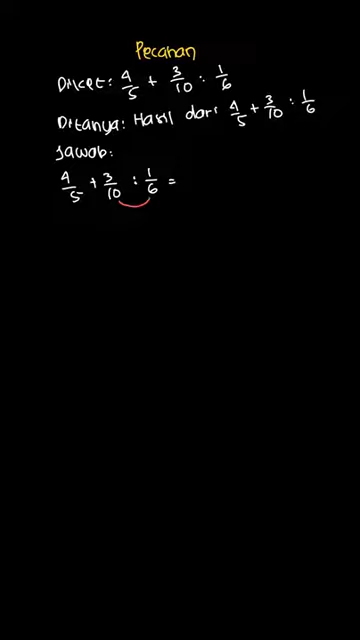 Pecahan
Diket: 4/5 + 3/10 : 1/6
Ditanya: Hasil dari 4/5 + 3/10 : 1/6
Jawab:
4/5 + 3/10 : 1/6 =